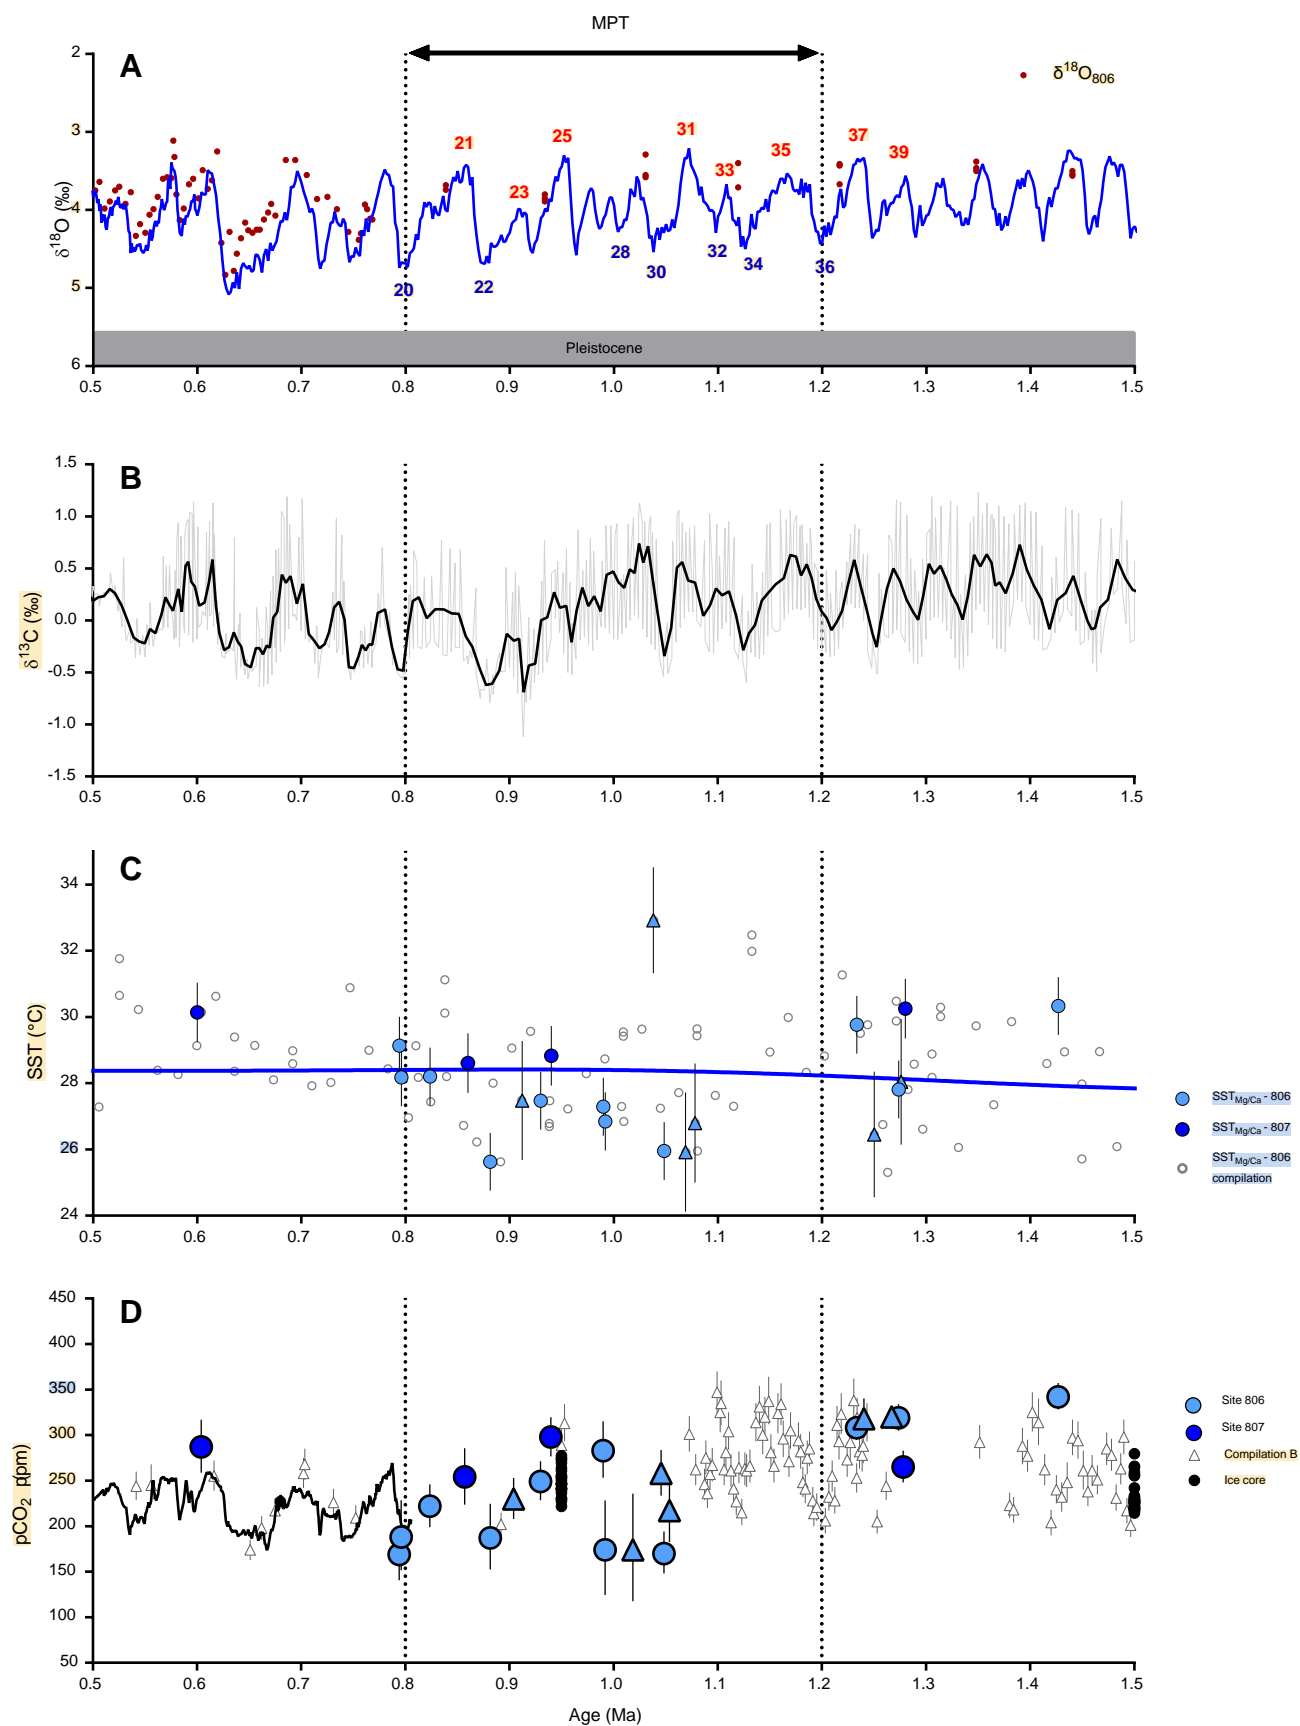 MPT
A
2
3
4
5
6
δ18O (‰)
δ18O806
21
25
31
37
35
39
33
23
28
32
30
34
36
20
22
Pleistocene
0.5 0.6 0.7 0.8 0.9 1.0 1.1 1.2 1.3 1.4 1.5
B
1.5
1.0
0.5
0.0
-0.5
-1.0
-1.5
δ13C (‰)
0.5 0.6 0.7 0.8 0.9 1.0 1.1 1.2 1.3 1.4 1.5
C
34
32
30
28
26
24
SST (°C)
SSTMg/Ca - 806
SSTMg/Ca - 807
SSTMg/Ca - 806
compilation
0.5 0.6 0.7 0.8 0.9 1.0 1.1 1.2 1.3 1.4 1.5
D
450
400
350
300
250
200
150
100
50
pCO2 ppm)
Site 806
Site 807
Compilation B
Ice core
0.5 0.6 0.7 0.8 0.9 1.0 1.1 1.2 1.3 1.4 1.5
Age (Ma)